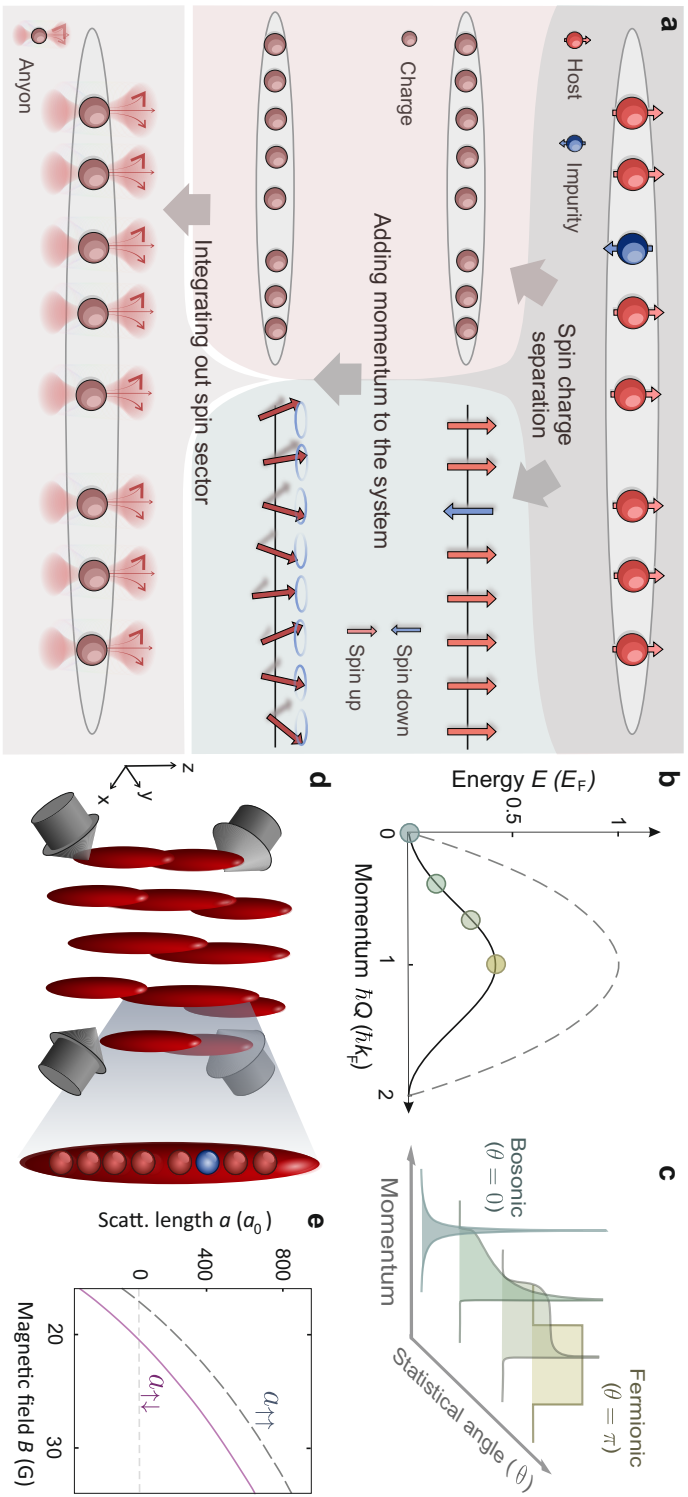 a
Host
Impurity
Spin charge
separation
Charge
Adding momentum to the system
Spin down
Spin up
Integrating out spin sector
Anyon
b
Energy E (E_F)
1
0.5
0
1
2
Momentum ℏQ (ℏk_F)
c
Bosonic
(θ = 0)
Fermionic
(θ = π)
Momentum
Statistical angle (θ)
d
z
y
x
e
Scatt. length a (a_0)
800
400
0
a↑↑
a↑↓
20
30
Magnetic field B (G)